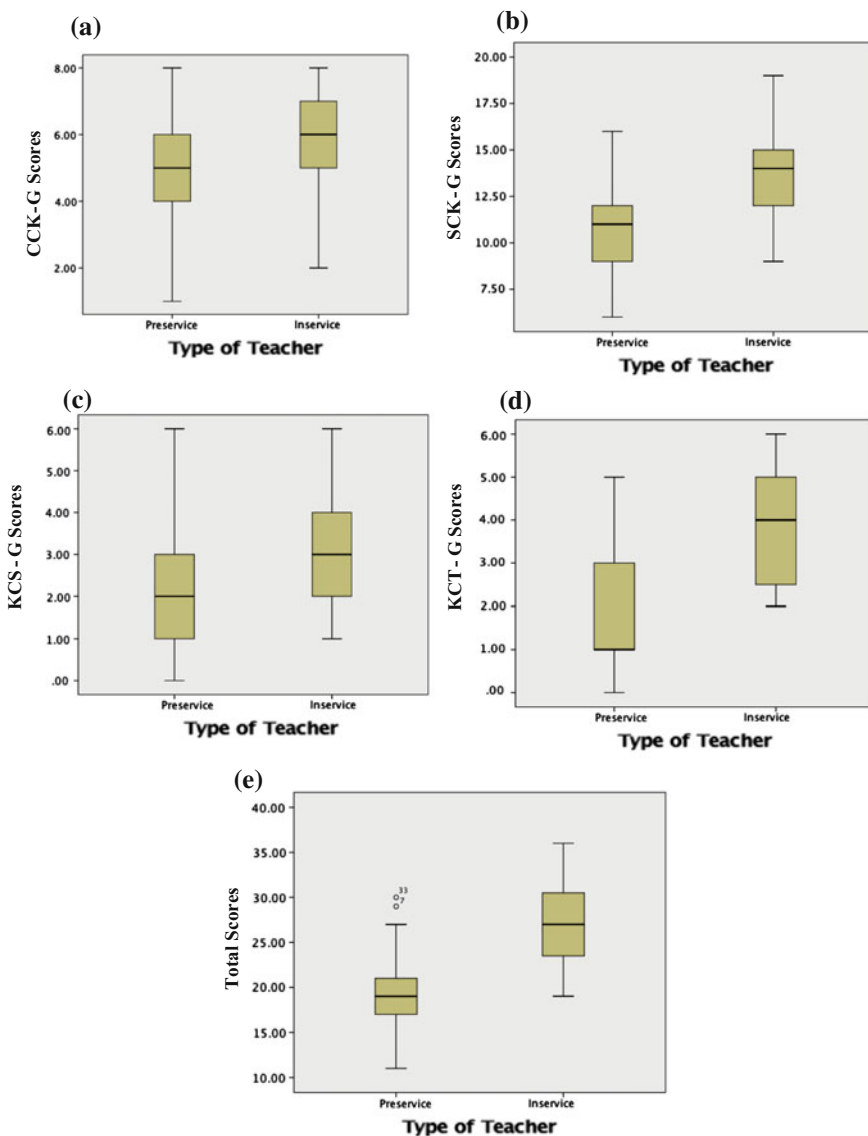 (a)
8.00
6.00
4.00
2.00
CCK-G Scores
Preservice
Inservice
Type of Teacher
(b)
20.00
17.50
15.00
12.50
10.00
7.50
SCK-G Scores
Preservice
Inservice
Type of Teacher
(c)
6.00
5.00
4.00
3.00
2.00
1.00
.00
KCS - G Scores
Preservice
Inservice
Type of Teacher
(d)
6.00
5.00
4.00
3.00
2.00
1.00
.00
KCT - G Scores
Preservice
Inservice
Type of Teacher
(e)
40.00
35.00
30.00
25.00
20.00
15.00
10.00
Total Scores
33
7
Preservice
Inservice
Type of Teacher